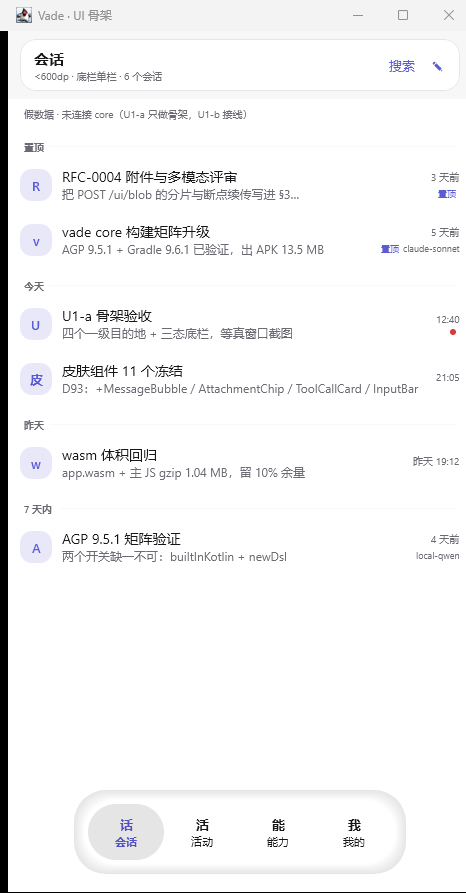 Vade · UI 骨架
会话
<600dp · 底栏单栏 · 6 个会话
搜索
假数据 · 未连接 core（U1-a 只做骨架，U1-b 接线）
置顶
R
RFC-0004 附件与多模态评审
3 天前
把 POST /ui/blob 的分片与断点续传写进 §3...
置顶
v
vade core 构建矩阵升级
5 天前
AGP 9.5.1 + Gradle 9.6.1 已验证，出 APK 13.5 MB
置顶 claude-sonnet
今天
U
U1-a 骨架验收
12:40
四个一级目的地 + 三态底栏，等真窗口截图
皮
皮肤组件 11 个冻结
21:05
D93：+MessageBubble / AttachmentChip / ToolCallCard / InputBar
昨天
w
wasm 体积回归
昨天 19:12
app.wasm + 主 JS gzip 1.04 MB，留 10% 余量
7 天内
A
AGP 9.5.1 矩阵验证
4 天前
两个开关缺一不可：builtInKotlin + newDsl
local-qwen
话 活 能 我
会话 活动 能力 我的